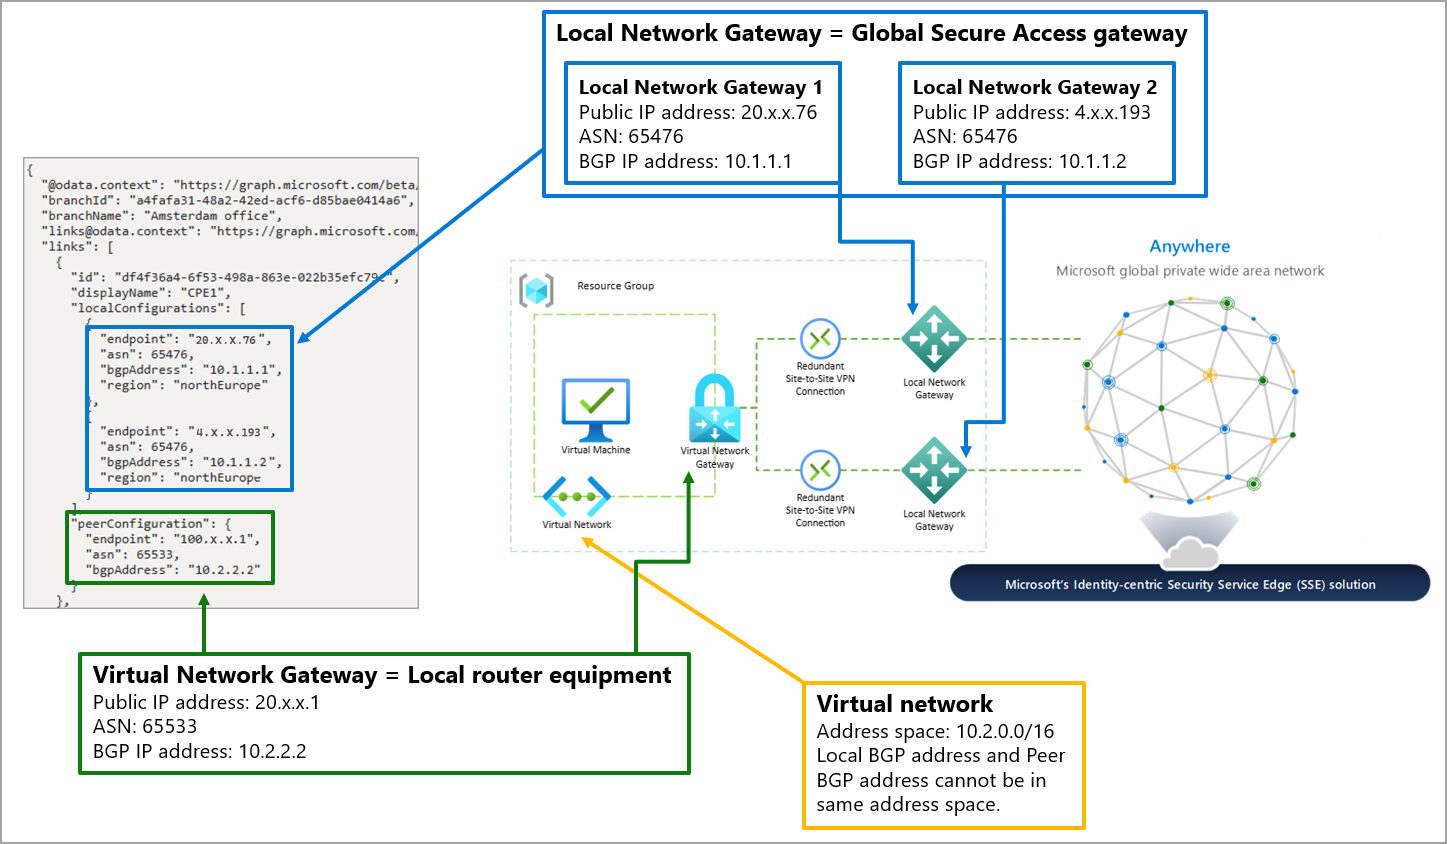 Local Network Gateway = Global Secure Access gateway
Local Network Gateway 1
Public IP address: 20.x.x.76
ASN: 65476
BGP IP address: 10.1.1.1
Local Network Gateway 2
Public IP address: 4.x.x.193
ASN: 65476
BGP IP address: 10.1.1.2
{
"@odata.context": "https://graph.microsoft.com/beta/
"branchId": "a4fafa31-48a2-42ed-acf6-d85bae0414a6",
"branchName": "Amsterdam office",
"links@odata.context": "https://graph.microsoft.com/
"links": [
{
"id": "df4f36a4-6f53-498a-863e-022b35efc79c",
"displayName": "CPE1",
"localConfigurations": [
{
"endpoint": "20.x.x.76",
"asn": 65476,
"bgpAddress": "10.1.1.1",
"region": "northEurope"
},
{
"endpoint": "4.x.x.193",
"asn": 65476,
"bgpAddress": "10.1.1.2",
"region": "northEurope
}
],
"peerConfiguration": {
"endpoint": "100.x.x.1",
"asn": 65533,
"bgpAddress": "10.2.2.2"
}
},
Resource Group
Virtual Machine
Virtual Network
Virtual Network
Gateway
Redundant
Site-to-Site VPN
Connection
Local Network
Gateway
Redundant
Site-to-Site VPN
Connection
Local Network
Gateway
Anywhere
Microsoft global private wide area network
Microsoft's Identity-centric Security Service Edge (SSE) solution
Virtual Network Gateway = Local router equipment
Public IP address: 20.x.x.1
ASN: 65533
BGP IP address: 10.2.2.2
Virtual network
Address space: 10.2.0.0/16
Local BGP address and Peer
BGP address cannot be in
same address space.